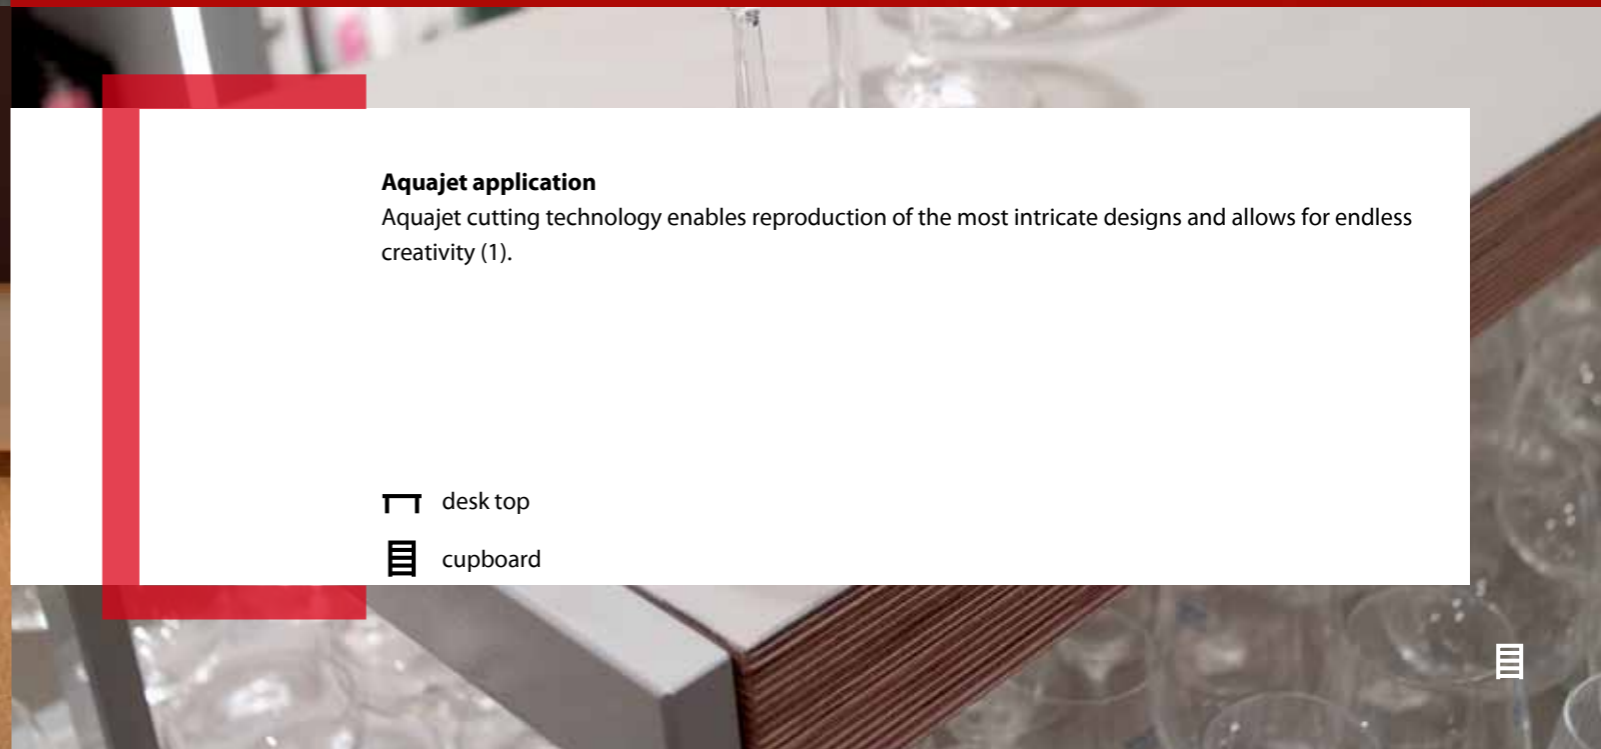 Aquajet application
Aquajet cutting technology enables reproduction of the most intricate designs and allows for endless
creativity (1).
desk top
cupboard